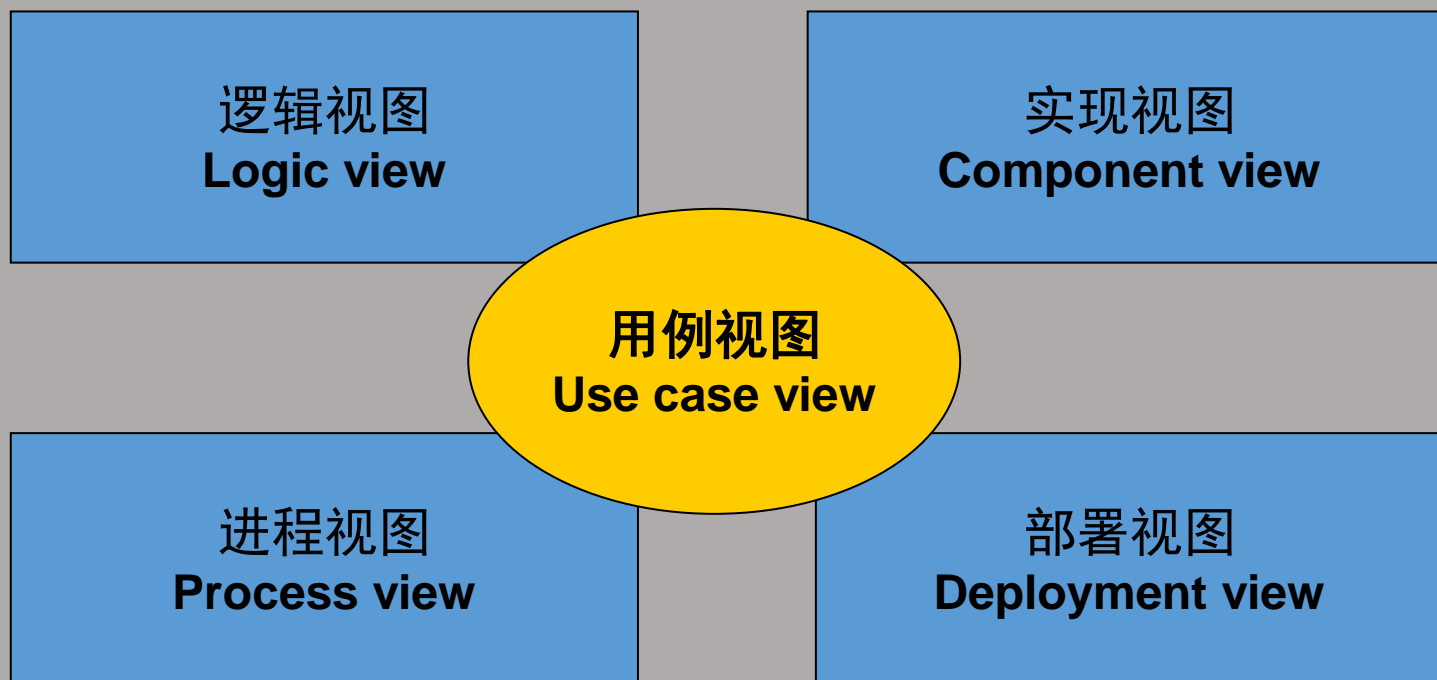 逻辑视图
Logic view
实现视图
Component view
用例视图
Use case view
进程视图
Process view
部署视图
Deployment view